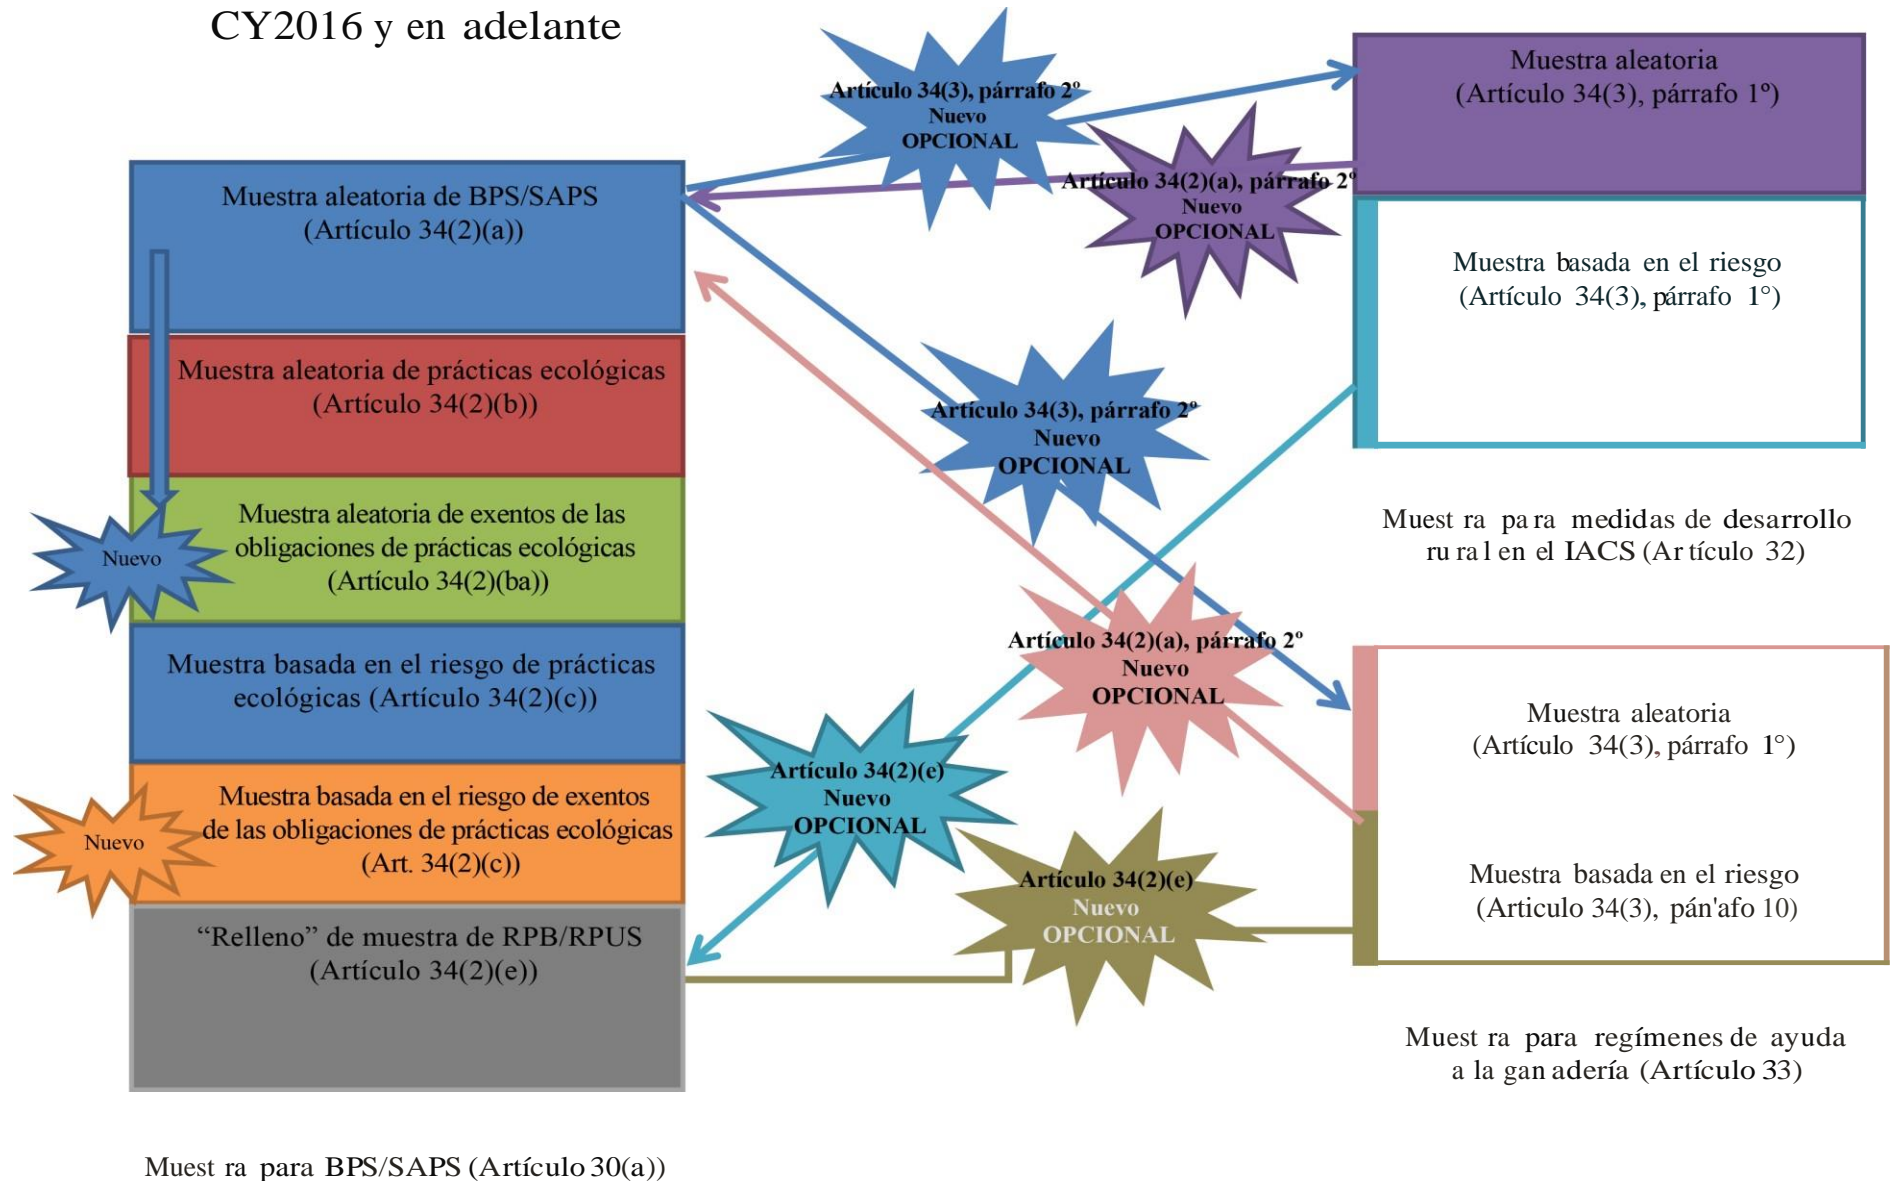 CY2016 y en adelante
Muestra aleatoria de BPS/SAPS
(Artículo 34(2)(a))
Muestra aleatoria de prácticas ecológicas
(Artículo 34(2)(b))
Nuevo
Muestra aleatoria de exentos de las
obligaciones de prácticas ecológicas
(Artículo 34(2)(ba))
Muestra basada en el riesgo de prácticas
ecológicas (Artículo 34(2)(c))
Nuevo
Muestra basada en el riesgo de exentos
de las obligaciones de prácticas ecológicas
(Art. 34(2)(c))
“Relleno” de muestra de RPB/RPUS
(Artículo 34(2)(e))
Muest ra para BPS/SAPS (Artículo 30(a))
Artículo 34(3), párrafo 2º
Nuevo
OPCIONAL
Artículo 34(2)(a), párrafo 2º
Nuevo
OPCIONAL
Artículo 34(3), párrafo 2º
Nuevo
OPCIONAL
Artículo 34(2)(a), párrafo 2º
Nuevo
OPCIONAL
Artículo 34(2)(e)
Nuevo
OPCIONAL
Artículo 34(2)(e)
Nuevo
OPCIONAL
Muestra aleatoria
(Artículo 34(3), párrafo 1º)
Muestra basada en el riesgo
(Artículo 34(3), párrafo 1°)
Muest ra pa ra medidas de desarrollo
ru ra l en el IACS (Ar tículo 32)
Muestra aleatoria
(Artículo 34(3), párrafo 1°)
Muestra basada en el riesgo
(Articulo 34(3), pán'afo 10)
Muest ra para regímenes de ayuda
a la gan adería (Artículo 33)